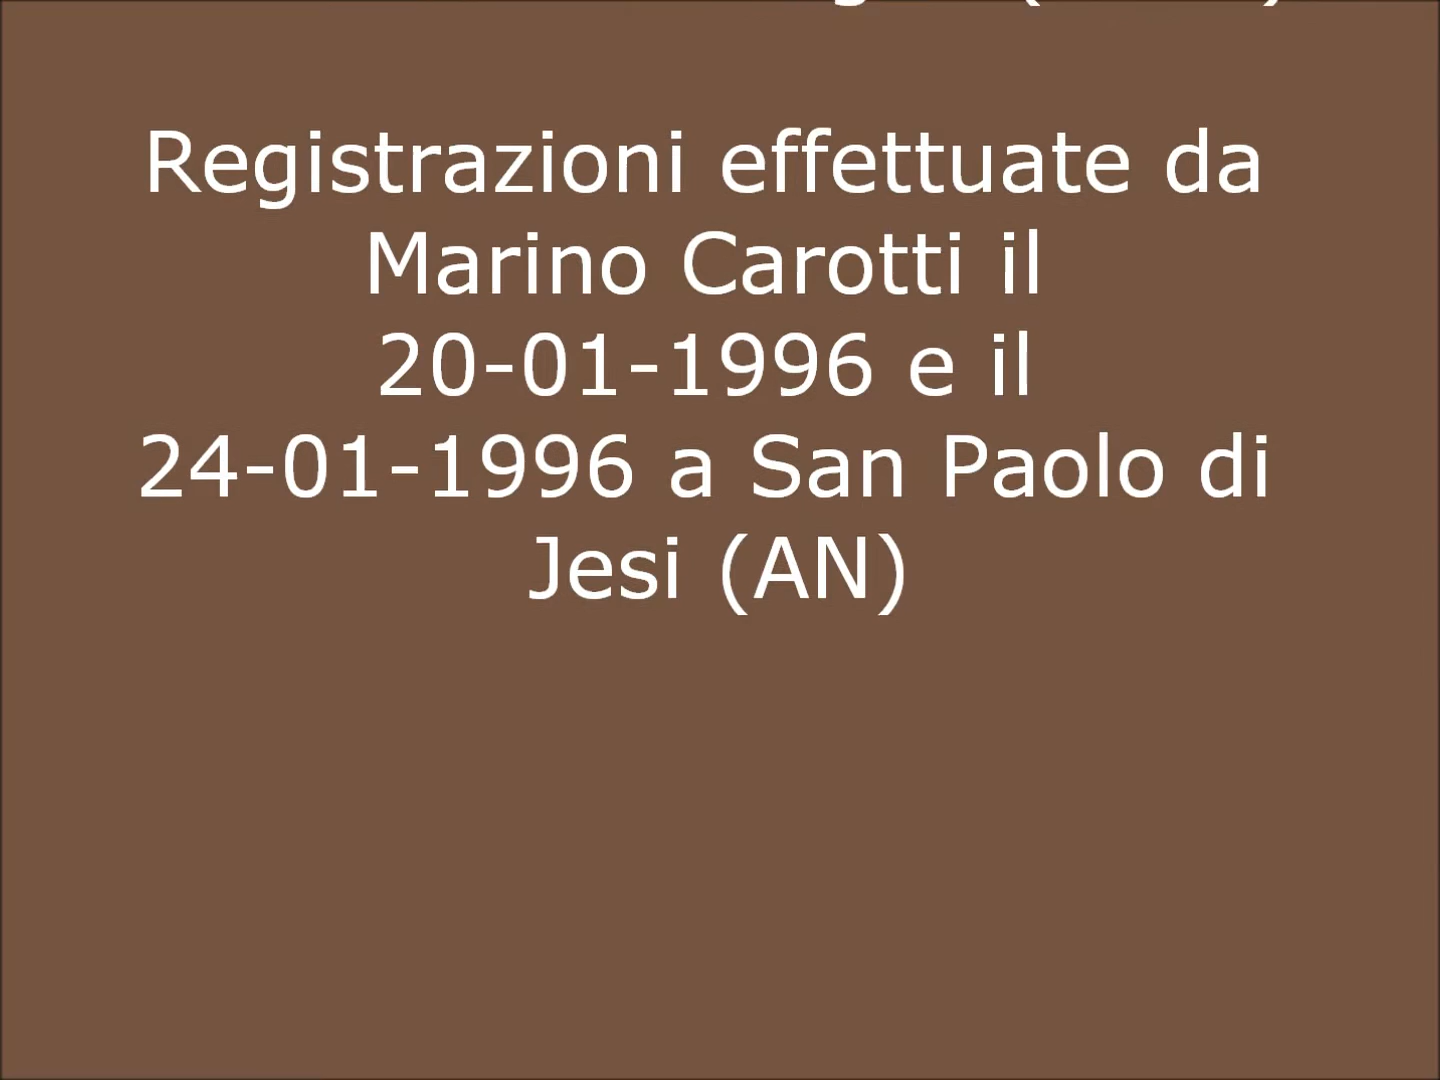 Registrazioni effettuate da
Marino Carotti il
20-01-1996 e il
24-01-1996 a San Paolo di
Jesi (AN)